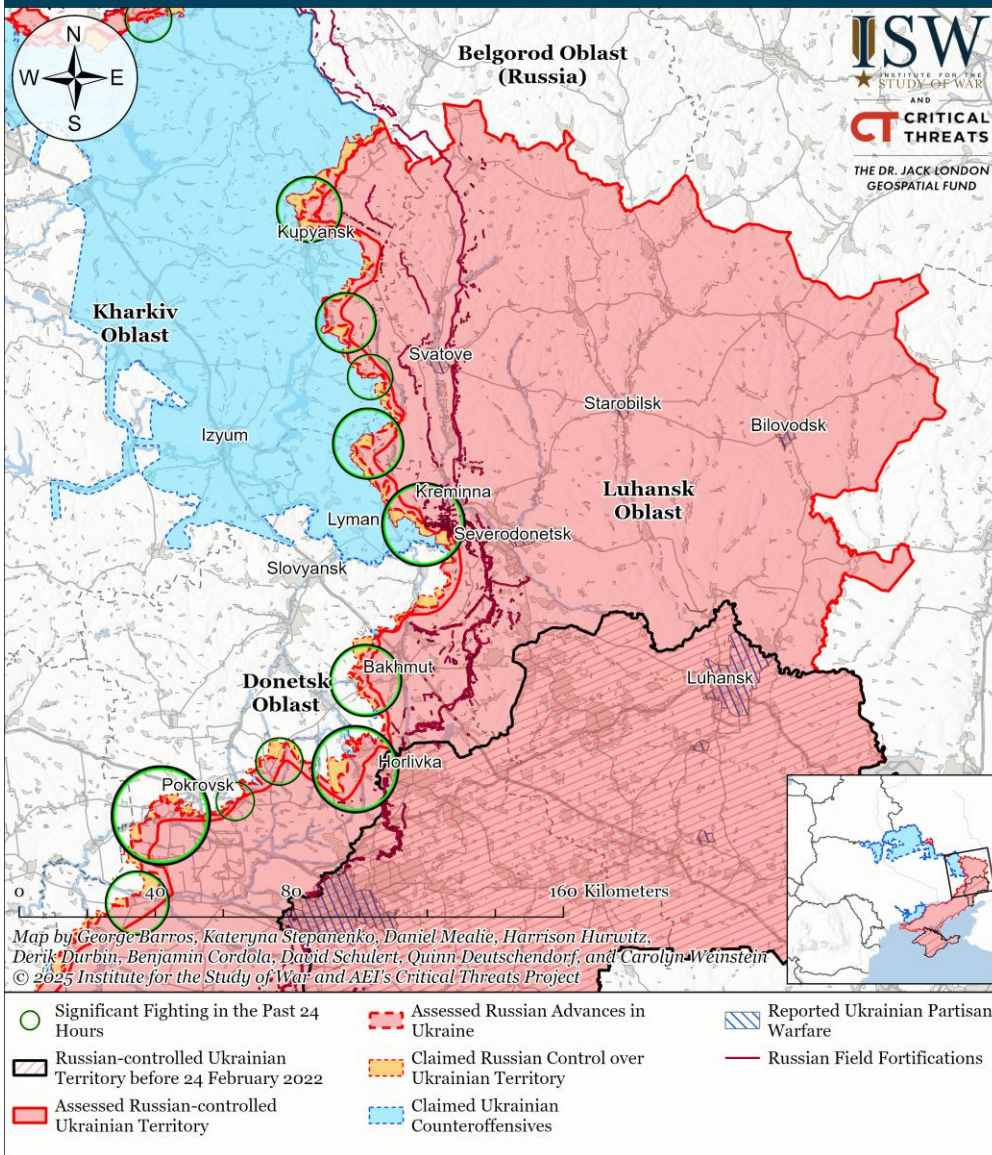 N
W E
S
Belgorod Oblast
(Russia)
ISW
INSTITUTE FOR THE
STUDY OF WAR
AND
CT CRITICAL
THREATS
THE DR. JACK LONDON
GEOSPATIAL FUND
Kupyansk
Kharkiv
Oblast
Svatove
Starobilsk
Bilovodsk
Izyum
Kreminna
Luhansk
Oblast
Lyman
Severodonetsk
Slovyansk
Bakhmut
Luhansk
Donetsk
Oblast
Horlivka
Pokrovsk
0 40 80 160 Kilometers
Map by George Barros, Kateryna Stepanenko, Daniel Mealie, Harrison Hurwitz,
Derik Durbin, Benjamin Cordola, David Schulert, Quinn Deutschendorf, and Carolyn Weinstein
© 2025 Institute for the Study of War and AEI's Critical Threats Project
Significant Fighting in the Past 24
Hours
Russian-controlled Ukrainian
Territory before 24 February 2022
Assessed Russian-controlled
Ukrainian Territory
Assessed Russian Advances in
Ukraine
Claimed Russian Control over
Ukrainian Territory
Claimed Ukrainian
Counteroffensives
Reported Ukrainian Partisan
Warfare
Russian Field Fortifications